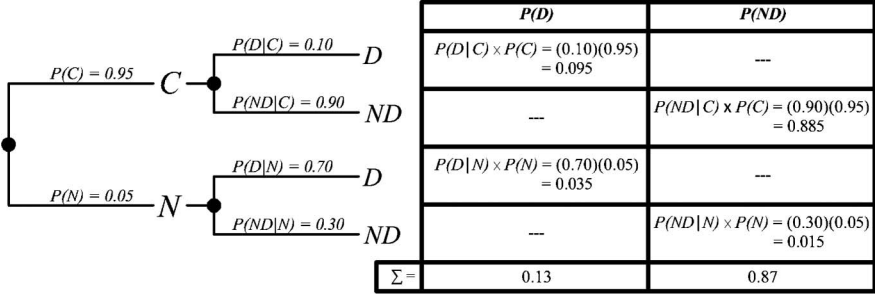 P(D) P(ND)
P(C) = 0.95 C P(D|C) = 0.10 D P(D|C) × P(C) = (0.10)(0.95)
= 0.095 ---
P(ND|C) = 0.90 ND --- P(ND|C) x P(C) = (0.90)(0.95)
= 0.885
P(N) = 0.05 N P(D|N) = 0.70 D P(D|N) × P(N) = (0.70)(0.05)
= 0.035 ---
P(ND|N) = 0.30 ND --- P(ND|N) × P(N) = (0.30)(0.05)
= 0.015
∑ = 0.13 0.87